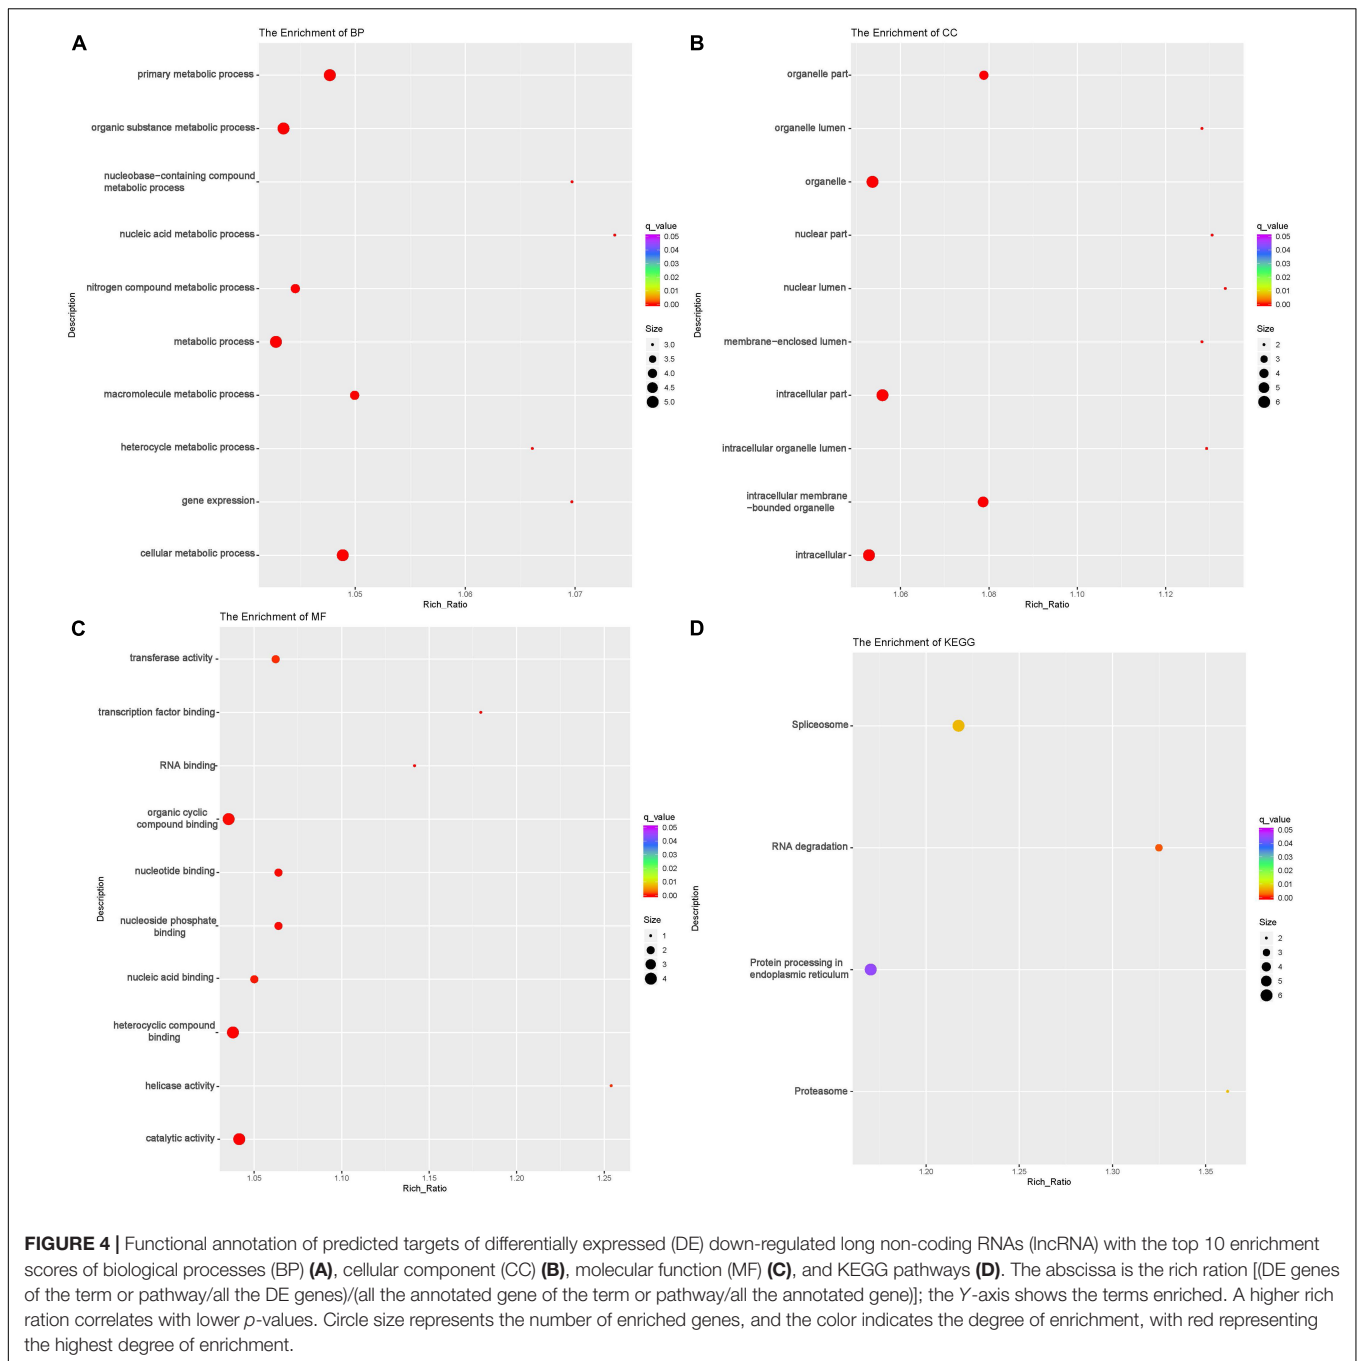 A
The Enrichment of BP
primary metabolic process
organic substance metabolic process
nucleobase-containing compound
metabolic process
nucleic acid metabolic process
nitrogen compound metabolic process
metabolic process
macromolecule metabolic process
heterocycle metabolic process
gene expression
cellular metabolic process
Description
1.05 1.06 1.07
Rich_Ratio
q_value
0.05
0.04
0.03
0.02
0.01
0.00
Size
3.0
3.5
4.0
4.5
5.0
B
The Enrichment of CC
organelle part
organelle lumen
organelle
nuclear part
nuclear lumen
membrane-enclosed lumen
intracellular part
intracellular organelle lumen
intracellular membrane
-bounded organelle
intracellular
Description
1.06 1.08 1.10 1.12
Rich_Ratio
q_value
0.05
0.04
0.03
0.02
0.01
0.00
Size
2
3
4
5
6
C
The Enrichment of MF
transferase activity
transcription factor binding
RNA binding
organic cyclic
compound binding
nucleotide binding
nucleoside phosphate
binding
nucleic acid binding
heterocyclic compound
binding
helicase activity
catalytic activity
Description
1.05 1.10 1.15 1.20 1.25
Rich_Ratio
q_value
0.05
0.04
0.03
0.02
0.01
0.00
Size
1
2
3
4
D
The Enrichment of KEGG
Spliceosome
RNA degradation
Protein processing in
endoplasmic reticulum
Proteasome
Description
1.20 1.25 1.30 1.35
Rich_Ratio
q_value
0.05
0.04
0.03
0.02
0.01
0.00
Size
2
3
4
5
6
FIGURE 4 | Functional annotation of predicted targets of differentially expressed (DE) down-regulated long non-coding RNAs (lncRNA) with the top 10 enrichment
scores of biological processes (BP) (A), cellular component (CC) (B), molecular function (MF) (C), and KEGG pathways (D). The abscissa is the rich ration [(DE genes
of the term or pathway/all the DE genes)/(all the annotated gene of the term or pathway/all the annotated gene)]; the Y-axis shows the terms enriched. A higher rich
ration correlates with lower p-values. Circle size represents the number of enriched genes, and the color indicates the degree of enrichment, with red representing
the highest degree of enrichment.